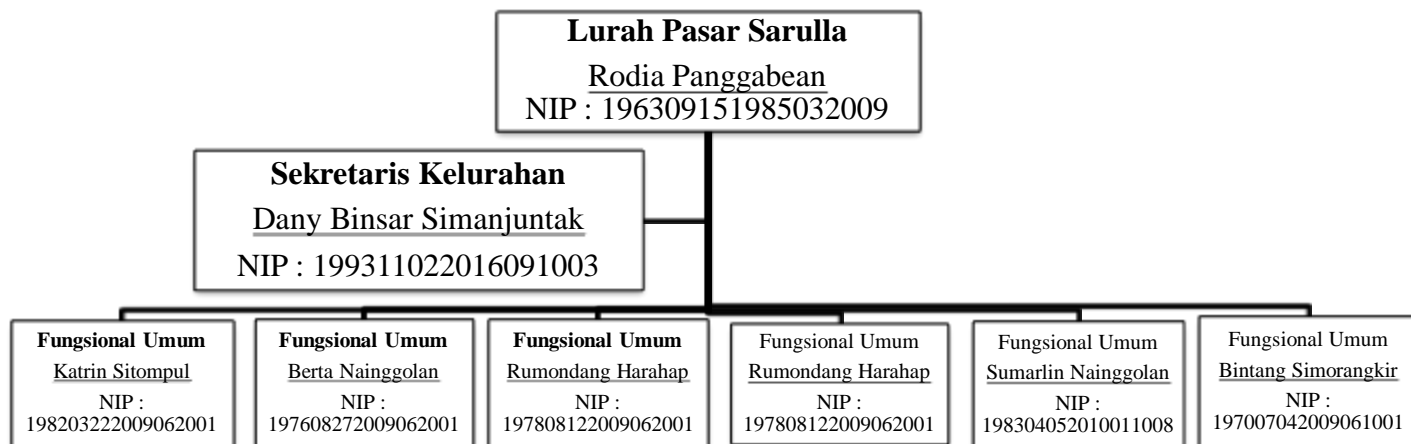 Lurah Pasar Sarulla
Rodia Panggabean
NIP : 196309151985032009
Sekretaris Kelurahan
Dany Binsar Simanjuntak
NIP : 199311022016091003
Fungsional Umum
Katrin Sitompul
NIP :
198203222009062001
Fungsional Umum
Berta Nainggolan
NIP :
197608272009062001
Fungsional Umum
Rumondang Harahap
NIP :
197808122009062001
Fungsional Umum
Rumondang Harahap
NIP :
197808122009062001
Fungsional Umum
Sumarlin Nainggolan
NIP :
198304052010011008
Fungsional Umum
Bintang Simorangkir
NIP :
197007042009061001